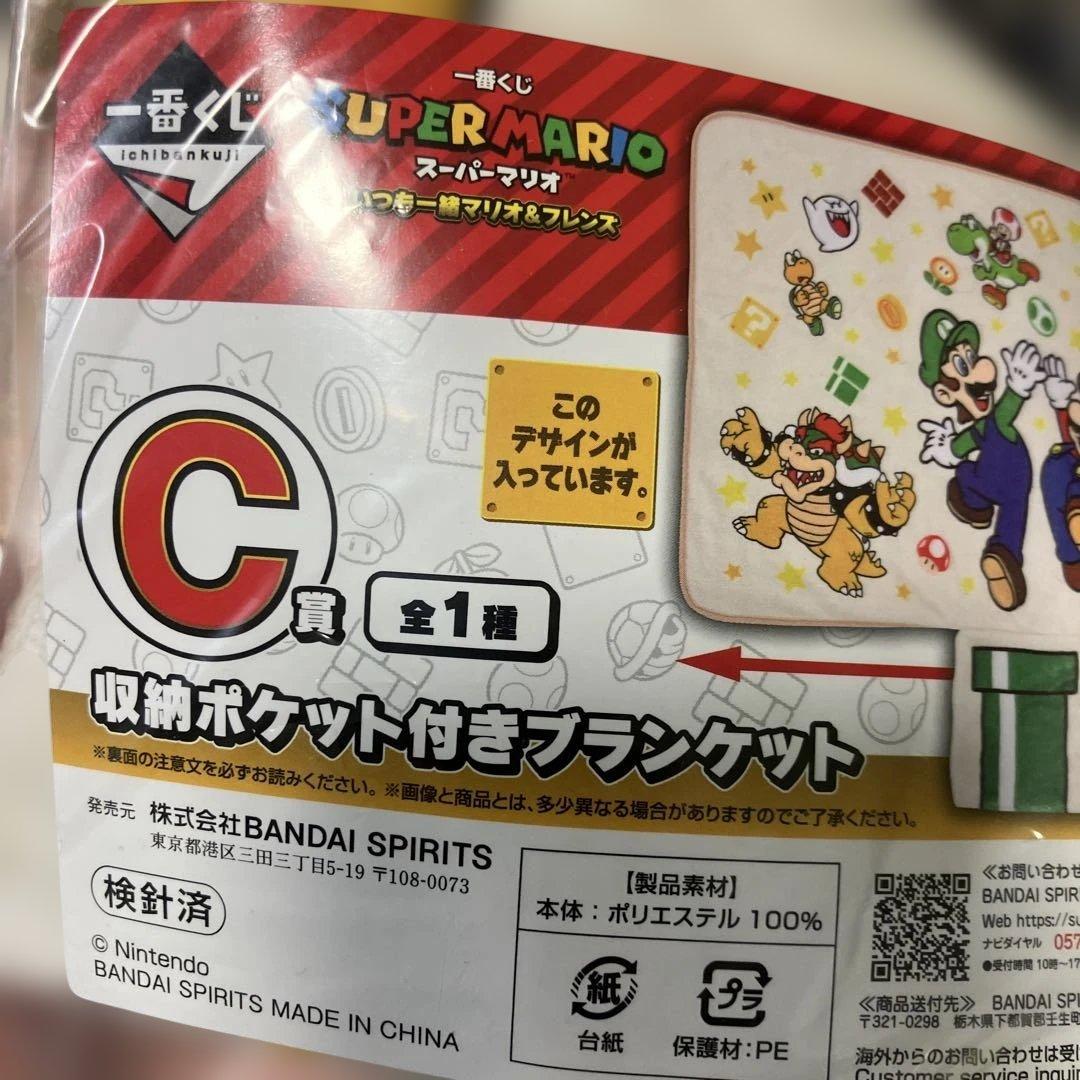 一番くじ
ichibankuji
一番くじ
SUPER MARIO
スーパーマリオ™
いつも一緒マリオ&フレンズ
この
デザインが
入っています。
C賞
全1種
収納ポケット付きブランケット
※裏面の注意文を必ずお読みください。※画像と商品とは、多少異なる場合がありますのでご了承ください。
発売元 株式会社BANDAI SPIRITS
東京都港区三田三丁目5-19 〒108-0073
検針済
© Nintendo
BANDAI SPIRITS MADE IN CHINA
【製品素材】
本体：ポリエステル 100%
紙
台紙
プラ
保護材:PE
≪お問い合わせ
BANDAI SPIR
Web https://su
ナビダイヤル 057
●受付時間 10時~17
≪商品送付先≫ BANDAI SPI
〒321-0298 栃木県下都賀郡壬生町
海外からのお問い合わせは受け
Customer service inquir